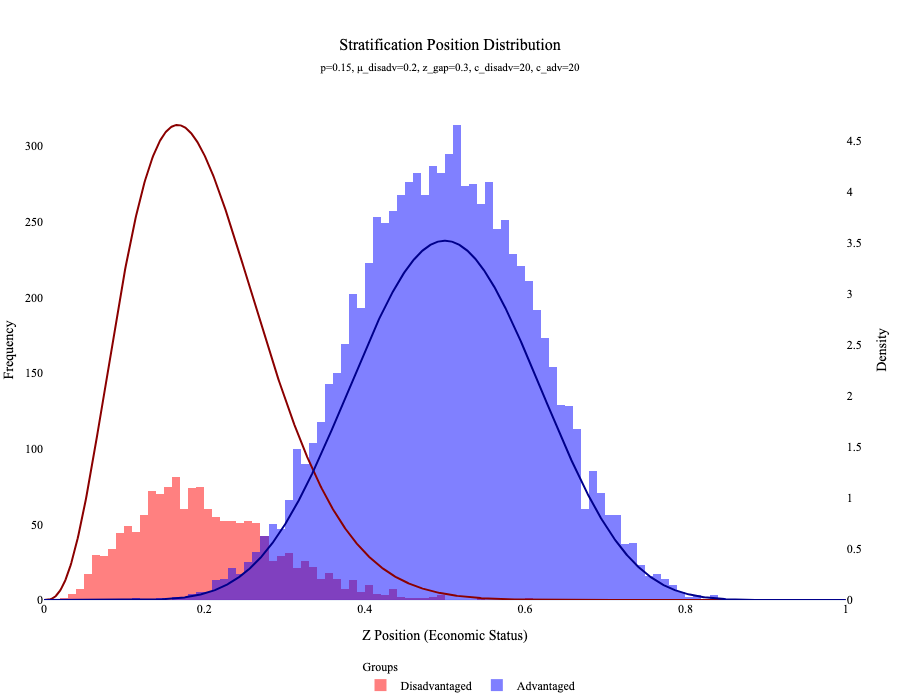 Stratification Position Distribution
p=0.15, μ_disadv=0.2, z_gap=0.3, c_disadv=20, c_adv=20
300
250
200
150
100
50
0
Frequency
4.5
4
3.5
3
2.5
2
1.5
1
0.5
0
Density
0 0.2 0.4 0.6 0.8 1
Z Position (Economic Status)
Groups
Disadvantaged Advantaged